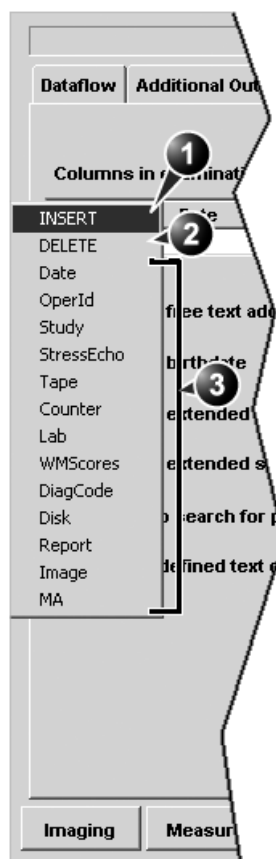 Dataflow Additional Out
1
Columns in
INSERT
DELETE 2
Date
OperId
Study free text add
StressEcho birthdate
Tape 3
Counter extended
Lab
WMScores extended s
DiagCode
Disk search for p
Report
Image defined text
MA
Imaging Measur